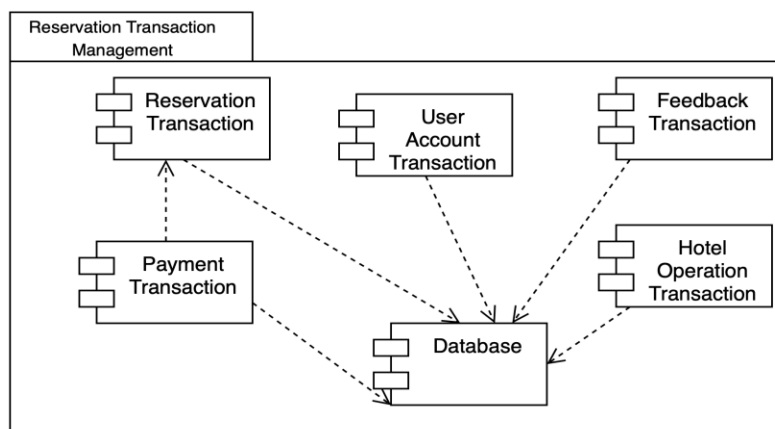 Reservation Transaction
Management
Reservation
Transaction
User
Account
Transaction
Feedback
Transaction
Payment
Transaction
Hotel
Operation
Transaction
Database